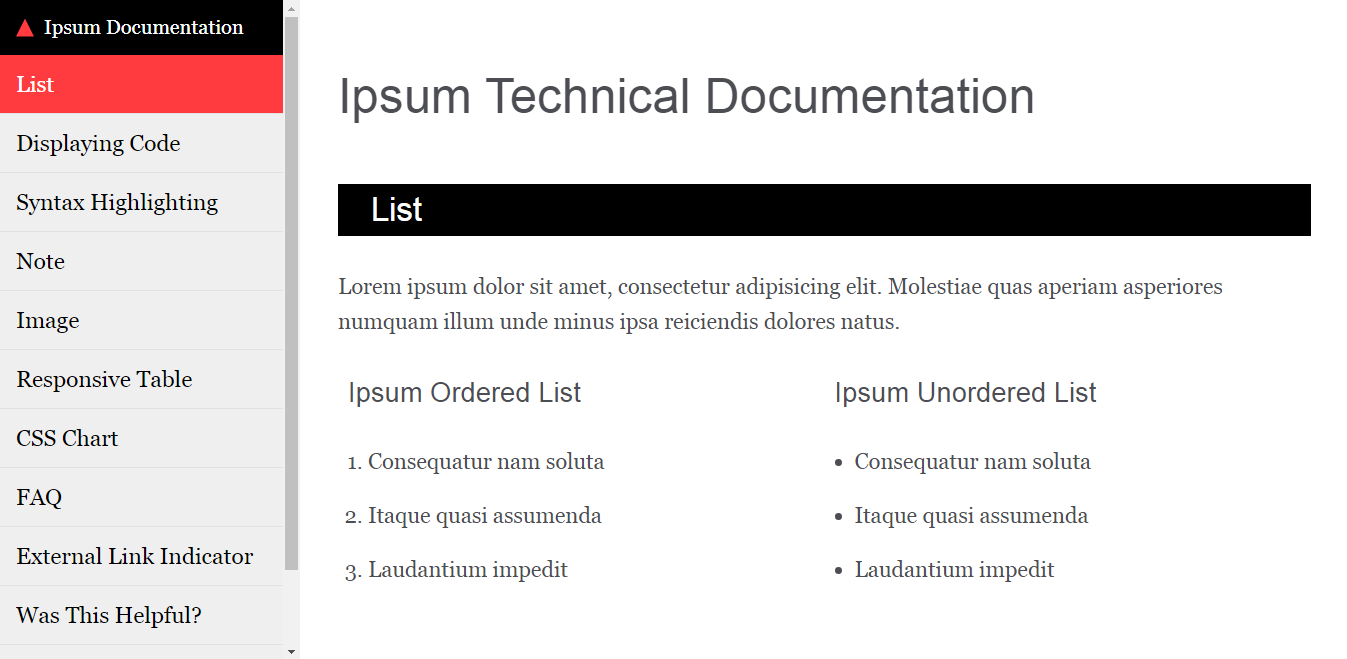 Ipsum Documentation
List
Displaying Code
Syntax Highlighting
Note
Image
Responsive Table
CSS Chart
FAQ
External Link Indicator
Was This Helpful?
Ipsum Technical Documentation
List
Lorem ipsum dolor sit amet, consectetur adipisicing elit. Molestiae quas aperiam asperiores
numquam illum unde minus ipsa reiciendis dolores natus.
Ipsum Ordered List
1. Consequatur nam soluta
2. Itaque quasi assumenda
3. Laudantium impedit
Ipsum Unordered List
• Consequatur nam soluta
• Itaque quasi assumenda
• Laudantium impedit